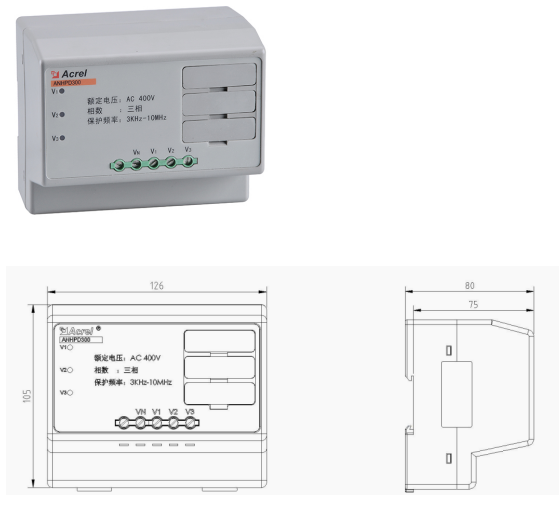 Acrel
ANHPD300
V1
额定电压：AC 400V
相数 ：三相
V2
保护频率：3KHz-10MHz
V3
VN V1 V2 V3
126
80
75
105
Acrel ®
ANHPD300
V1
额定电压：AC 400V
V2
相数 ：三相
保护频率：3KHz-10MHz
V3
VN V1 V2 V3